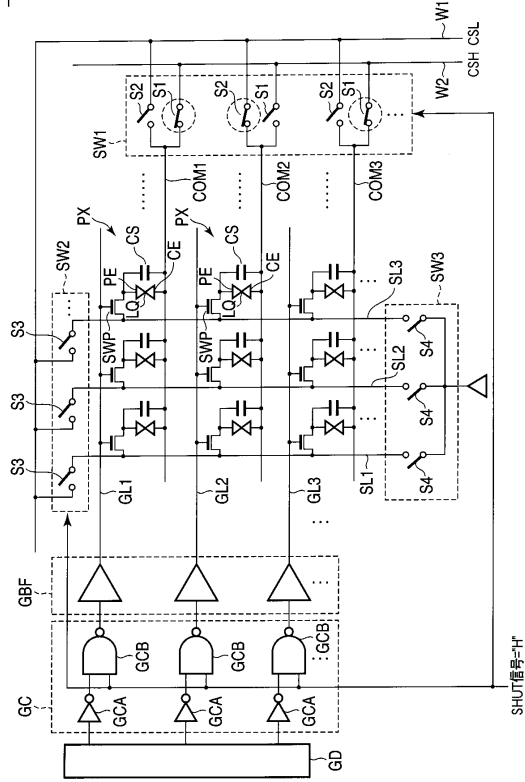 W1
CSL
W2
CSH
SW1
S2
S1
S2
S1
S2
S1
COM1
COM2
COM3
PX
PX
SW2
S3
S3
S3
PE
CS
SWP
LQ
CE
PE
CS
SWP
LQ
CE
SW3
SL3
SL2
SL1
S4
S4
S4
GL1
GL2
GL3
GBF
GC
GCB
GCB
GCB
GCA
GCA
GCA
GD
SHUT信号="H"